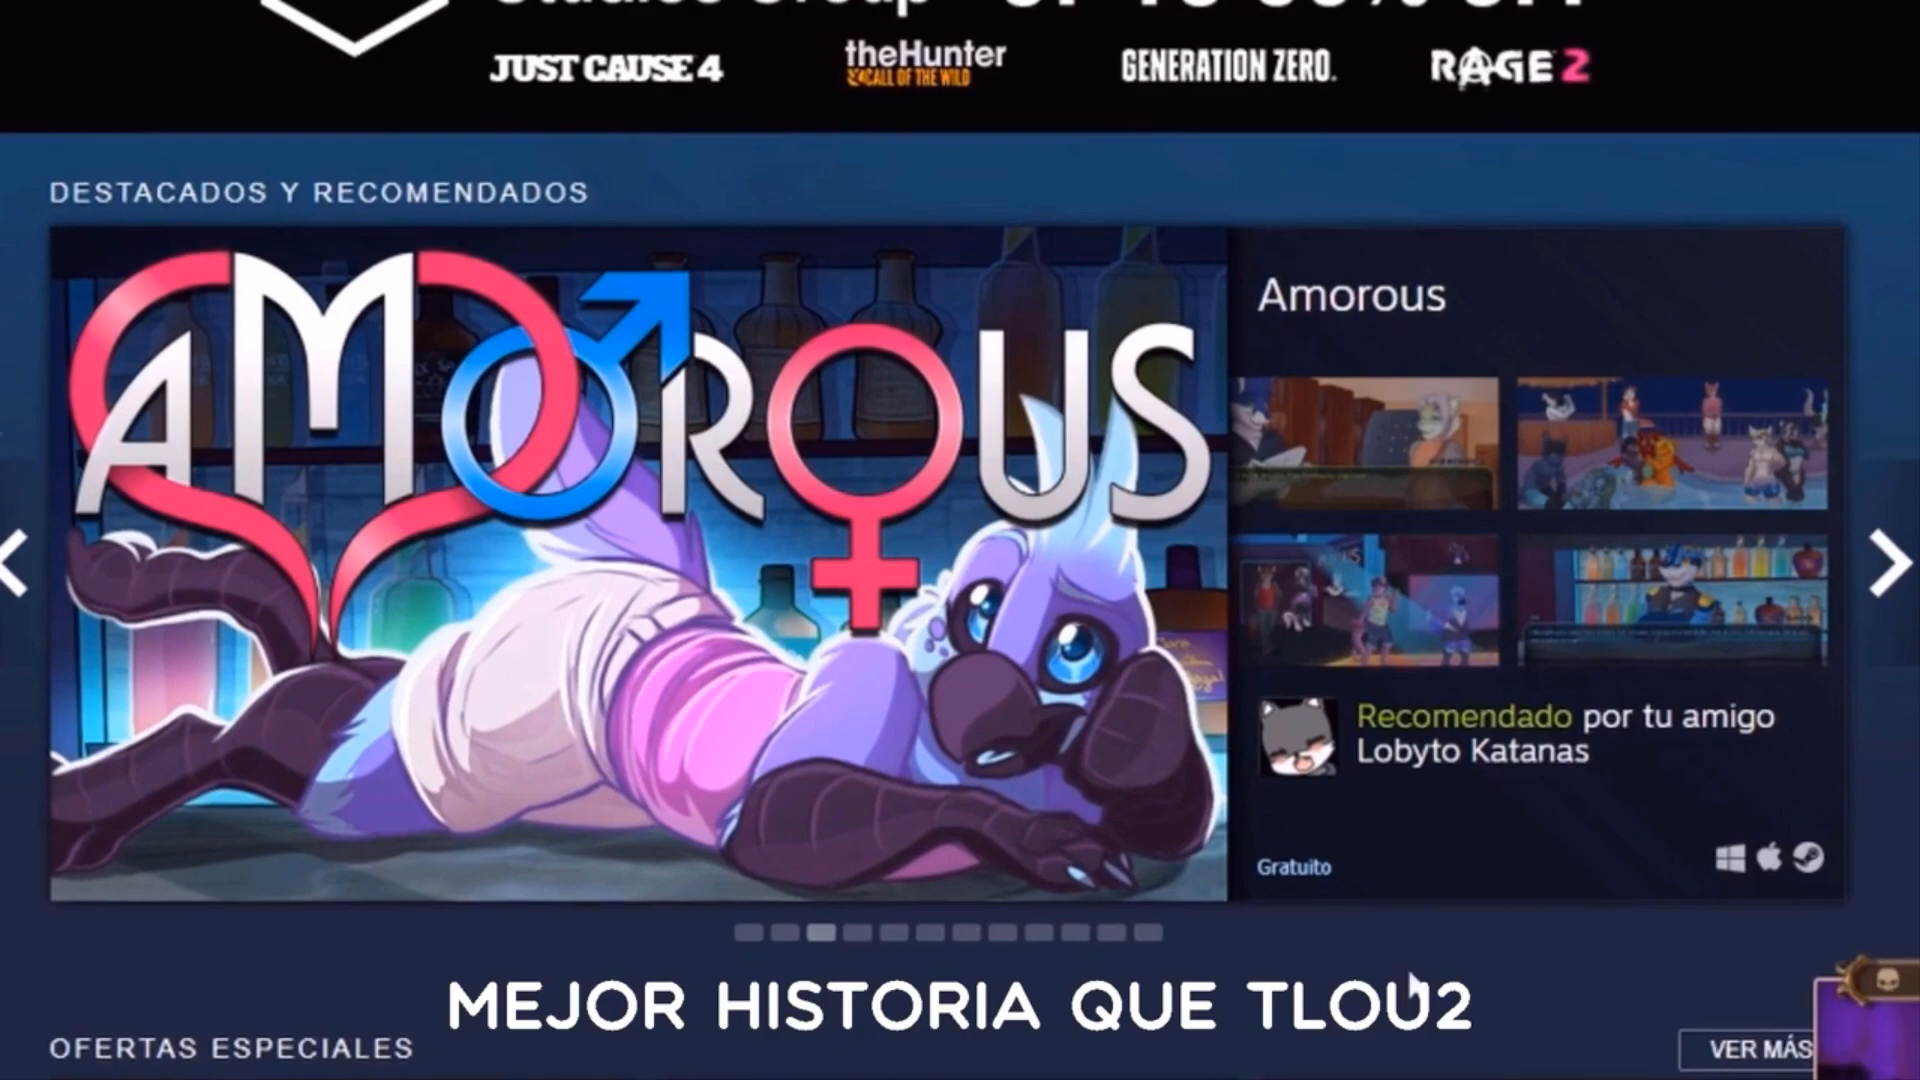 JUST CAUSE 4
theHunter
CALL OF THE WILD
GENERATION ZERO.
RAGE 2
DESTACADOS Y RECOMENDADOS
AMOROUS
Amorous
Recomendado por tu amigo
Lobyto Katanas
Gratuito
MEJOR HISTORIA QUE TLOU2
OFERTAS ESPECIALES
VER MÁS